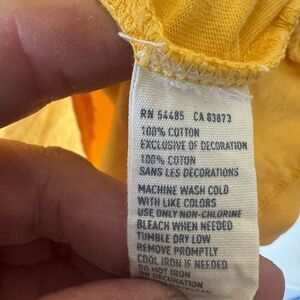 RN 54485 CA 03873
100% COTTON
EXCLUSIVE OF DECORATION
100% COTON
SANS LES DÉCORATIONS
MACHINE WASH COLD
WITH LIKE COLORS
USE ONLY NON-CHLORINE
BLEACH WHEN NEEDED
TUMBLE DRY LOW
REMOVE PROMPTLY
COOL IRON IF NEEDED
DO NOT IRON